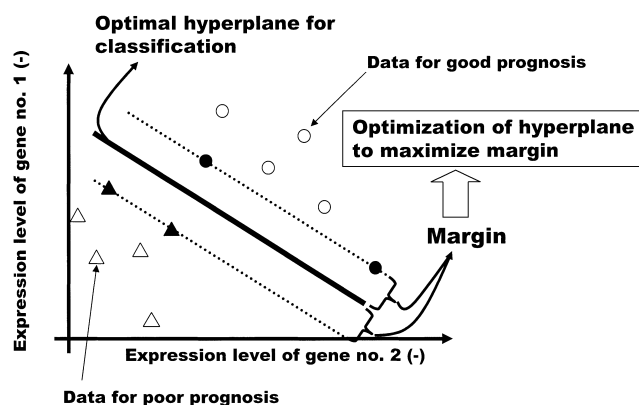 Optimal hyperplane for
classification
Data for good prognosis
Optimization of hyperplane
to maximize margin
Margin
Expression level of gene no. 1 (-)
Expression level of gene no. 2 (-)
Data for poor prognosis